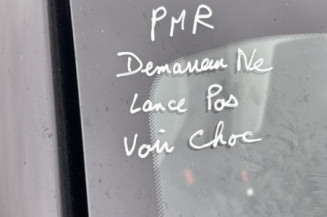 PMR
Demarreur Ne
Lance Pas
Voir Choc